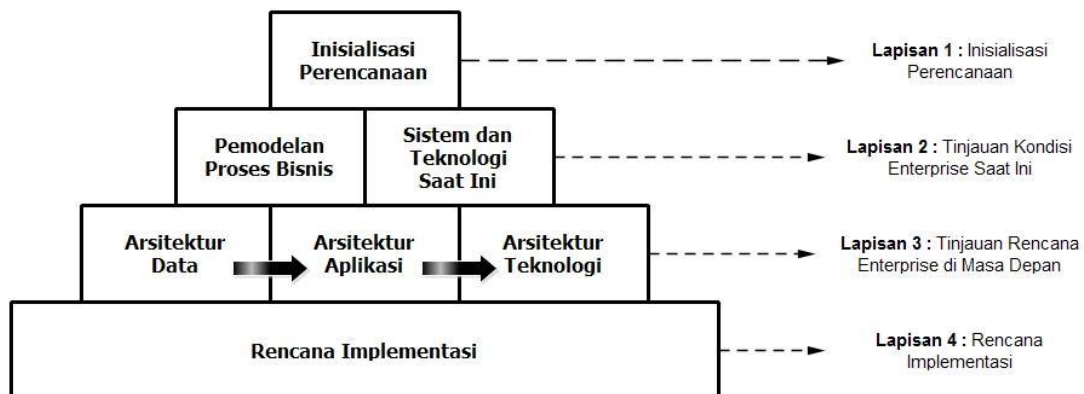 Inisialisasi
Perencanaan
Lapisan 1 : Inisialisasi
Perencanaan
Pemodelan
Proses Bisnis
Sistem dan
Teknologi
Saat Ini
Lapisan 2 : Tinjauan Kondisi
Enterprise Saat Ini
Arsitektur
Data
Arsitektur
Aplikasi
Arsitektur
Teknologi
Lapisan 3 : Tinjauan Rencana
Enterprise di Masa Depan
Rencana Implementasi
Lapisan 4 : Rencana
Implementasi